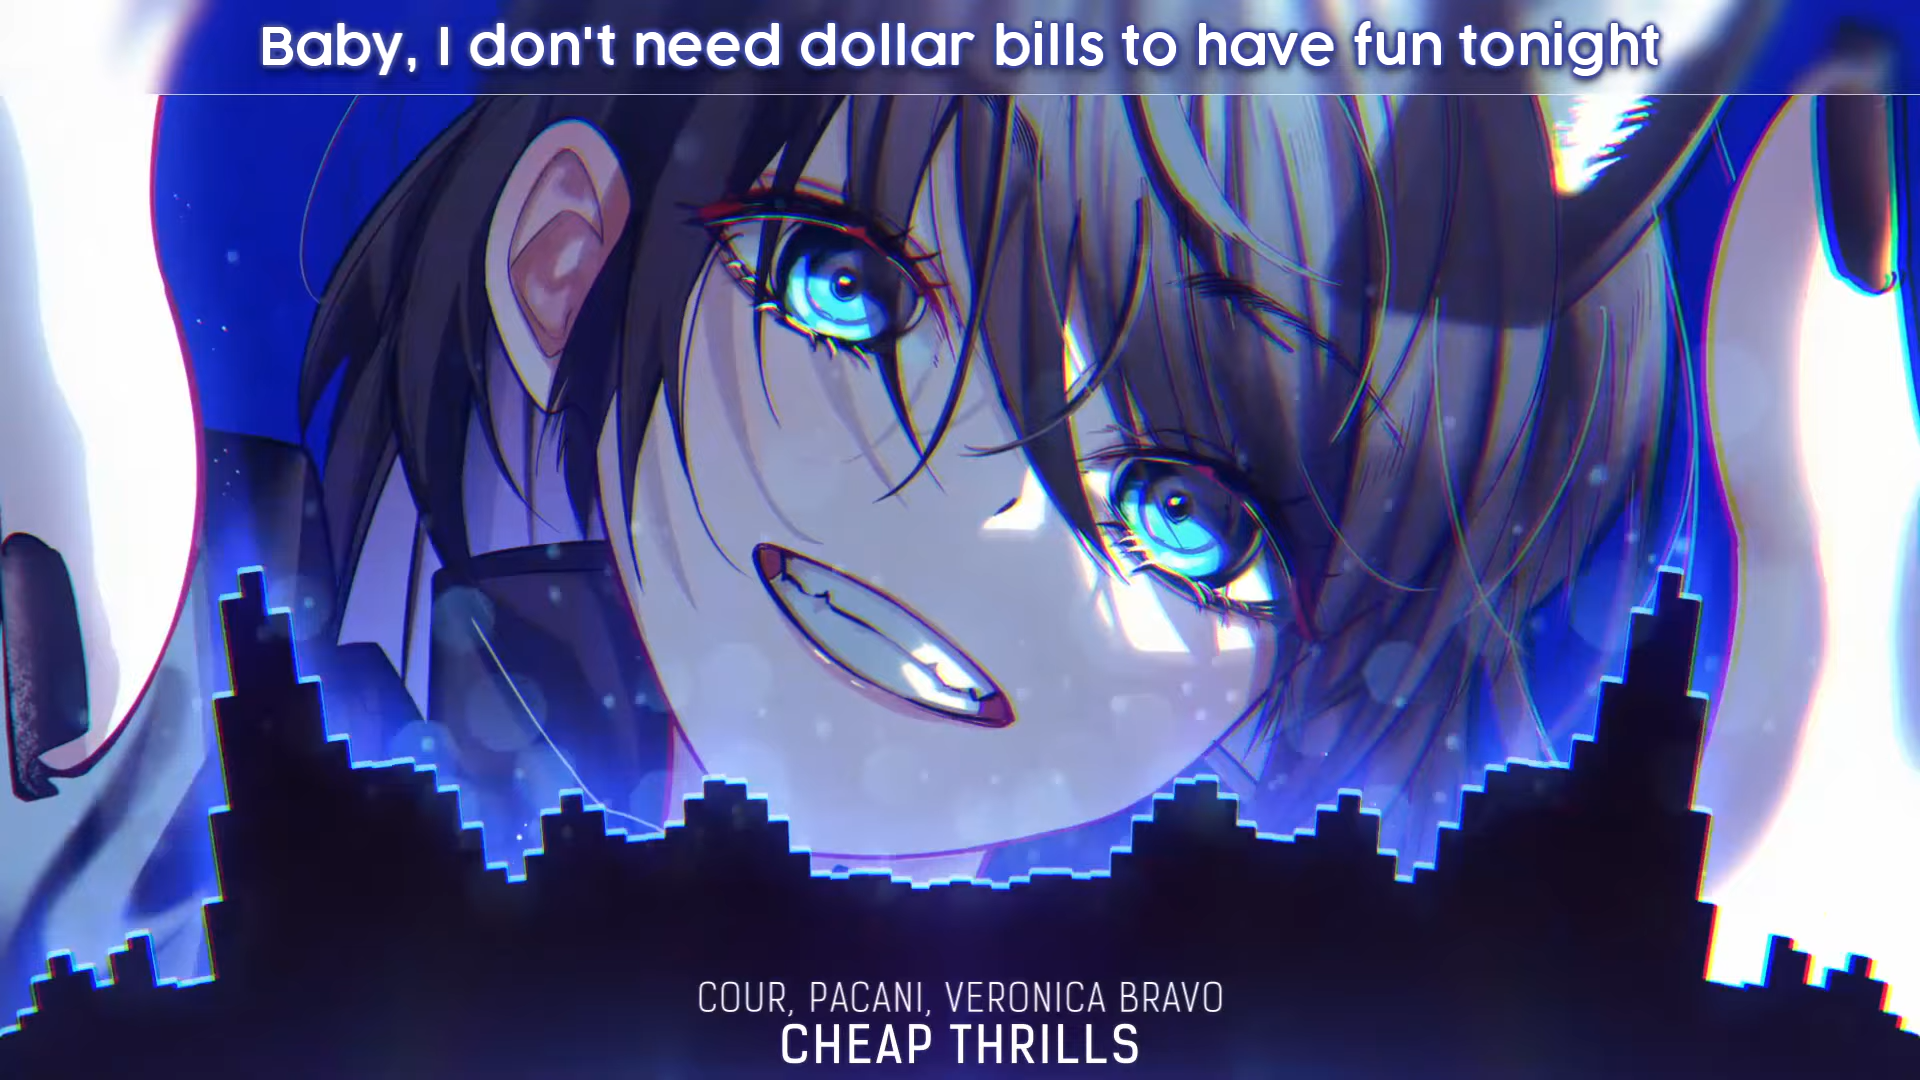 Baby, I don't need dollar bills to have fun tonight
COUR, PACANI, VERONICA BRAVO
CHEAP THRILLS